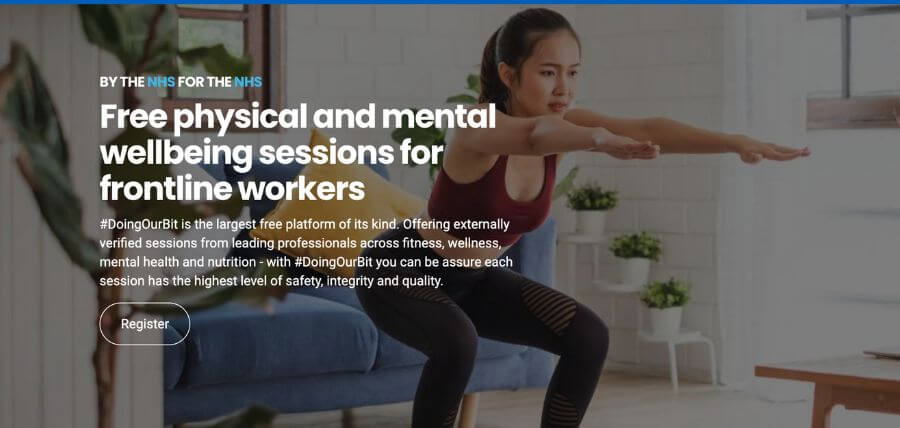 BY THE NHS FOR THE NHS
Free physical and mental
wellbeing sessions for
frontline workers
#DoingOurBit is the largest free platform of its kind. Offering externally
verified sessions from leading professionals across fitness, wellness,
mental health and nutrition - with #DoingOurBit you can be assure each
session has the highest level of safety, integrity and quality.
Register